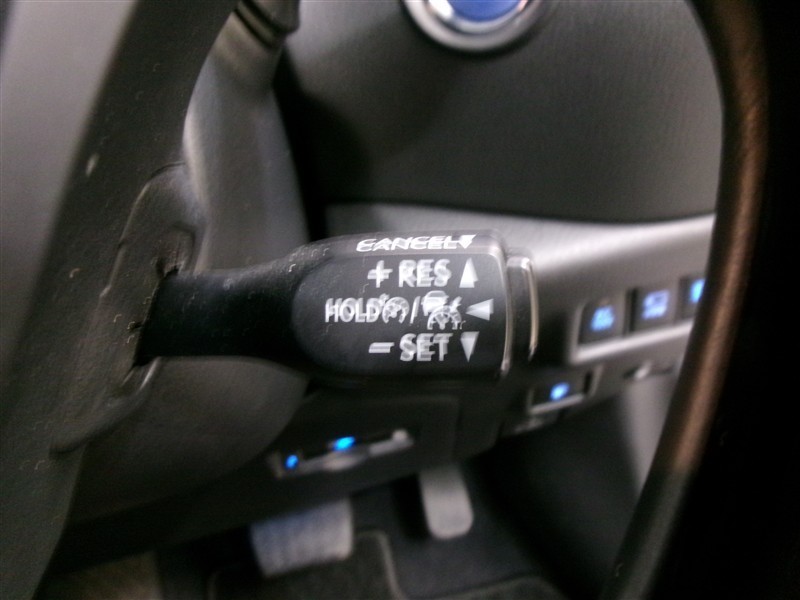 CANCEL
+ RES
HOLD /
− SET